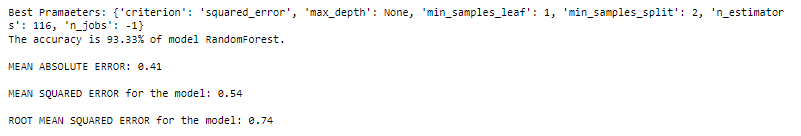 Best Pramaeters: {'criterion': 'squared_error', 'max_depth': None, 'min_samples_leaf': 1, 'min_samples_split': 2, 'n_estimator
s': 116, 'n_jobs': -1}
The accuracy is 93.33% of model RandomForest.
MEAN ABSOLUTE ERROR: 0.41
MEAN SQUARED ERROR for the model: 0.54
ROOT MEAN SQUARED ERROR for the model: 0.74